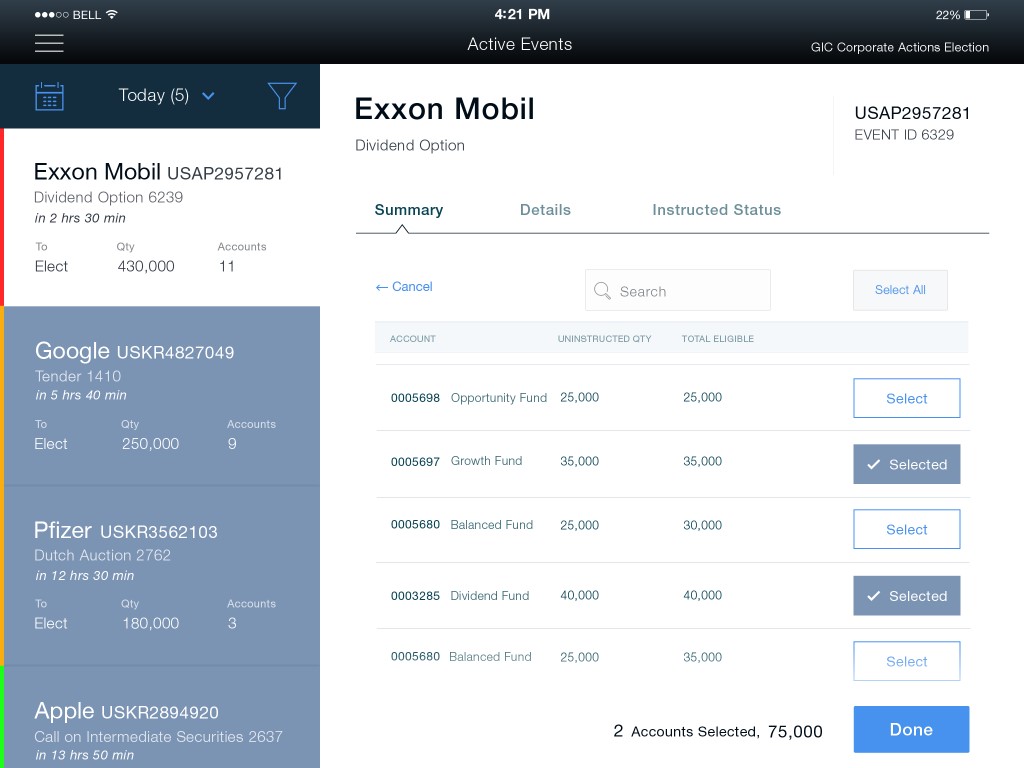 BELL 4:21 PM 22%
Active Events
GIC Corporate Actions Election
Today (5)
Exxon Mobil USAP2957281
Dividend Option 6239
in 2 hrs 30 min
To Qty Accounts
Elect 430,000 11
Google USKR4827049
Tender 1410
in 5 hrs 40 min
To Qty Accounts
Elect 250,000 9
Pfizer USKR3562103
Dutch Auction 2762
in 12 hrs 30 min
To Qty Accounts
Elect 180,000 3
Apple USKR2894920
Call on Intermediate Securities 2637
in 13 hrs 50 min
Exxon Mobil
Dividend Option
USAP2957281
EVENT ID 6329
Summary Details Instructed Status
← Cancel Search Select All
ACCOUNT UNINSTRUCTED QTY TOTAL ELIGIBLE
0005698 Opportunity Fund 25,000 25,000 Select
0005697 Growth Fund 35,000 35,000 Selected
0005680 Balanced Fund 25,000 30,000 Select
0003285 Dividend Fund 40,000 40,000 Selected
0005680 Balanced Fund 25,000 35,000 Select
2 Accounts Selected, 75,000 Done